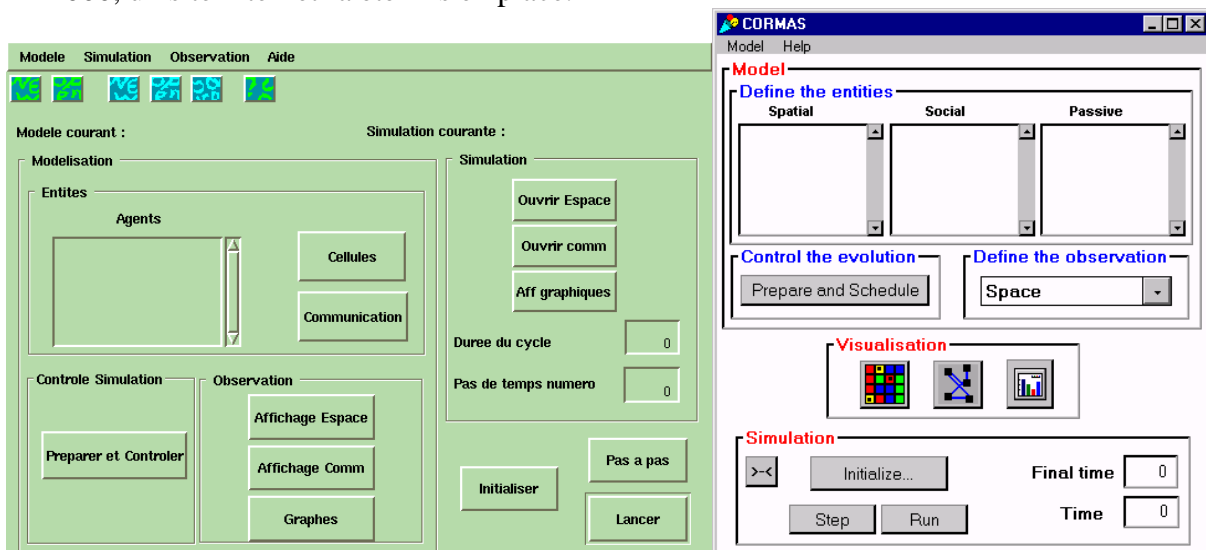 CORMAS
Modele Simulation Observation Aide
Modele courant :
Simulation courante :
Modelisation
Entites
Agents
Cellules
Communication
Controle Simulation
Preparer et Controler
Observation
Affichage Espace
Affichage Comm
Graphes
Simulation
Ouvrir Espace
Ouvrir comm
Aff graphiques
Duree du cycle 0
Pas de temps numero 0
Initialiser
Pas a pas
Lancer
Model Help
Model
Define the entities
Spatial Social Passive
Control the evolution
Prepare and Schedule
Define the observation
Space
Visualisation
Simulation
>-<
Initialize...
Final time 0
Step Run
Time 0